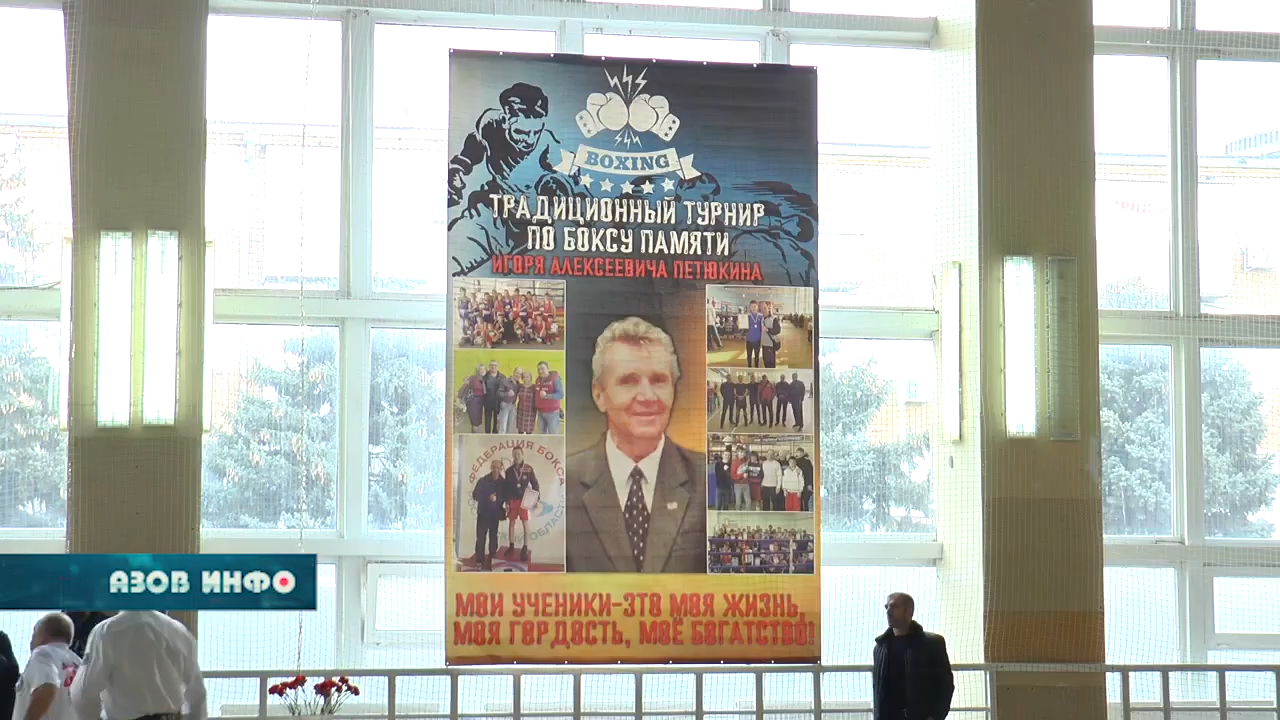 BOXING
ТРАДИЦИОННЫЙ ТУРНИР
ПО БОКСУ ПАМЯТИ
ИГОРЯ АЛЕКСЕЕВИЧА ПЕТЮКИНА
ФЕДЕРАЦИЯ БОКСА
МОИ УЧЕНИКИ-ЭТО МОЯ ЖИЗНЬ,
МОЯ ГОРДОСТЬ, МОЁ БОГАТСТВО!
АЗОВ ИНФО